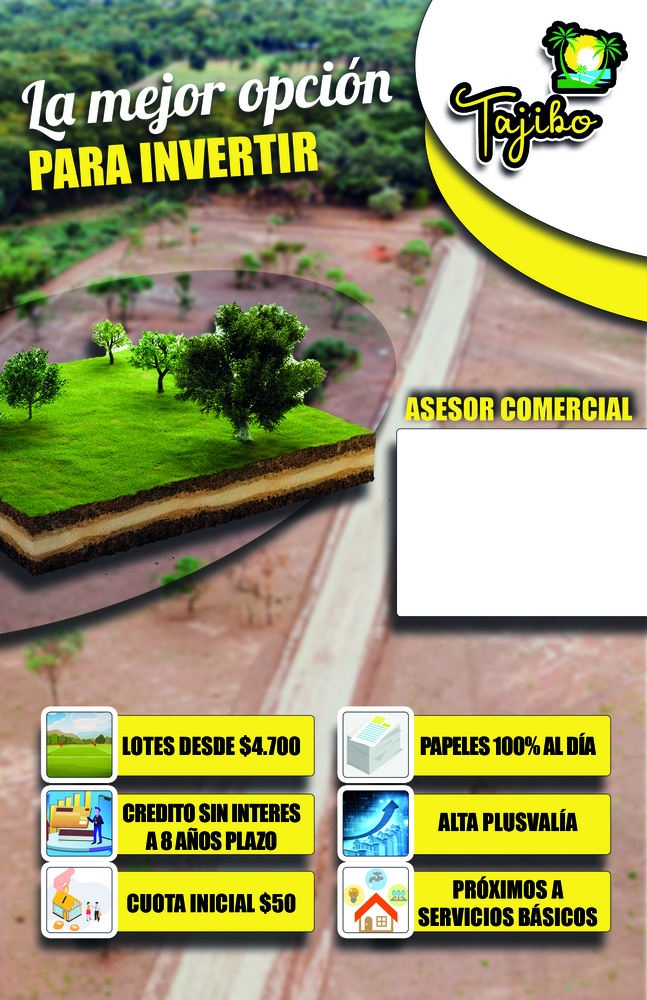 La mejor opción
PARA INVERTIR
Tajibo
ASESOR COMERCIAL
LOTES DESDE $4.700
CREDITO SIN INTERES
A 8 AÑOS PLAZO
CUOTA INICIAL $50
PAPELES 100% AL DÍA
ALTA PLUSVALÍA
PRÓXIMOS A
SERVICIOS BÁSICOS